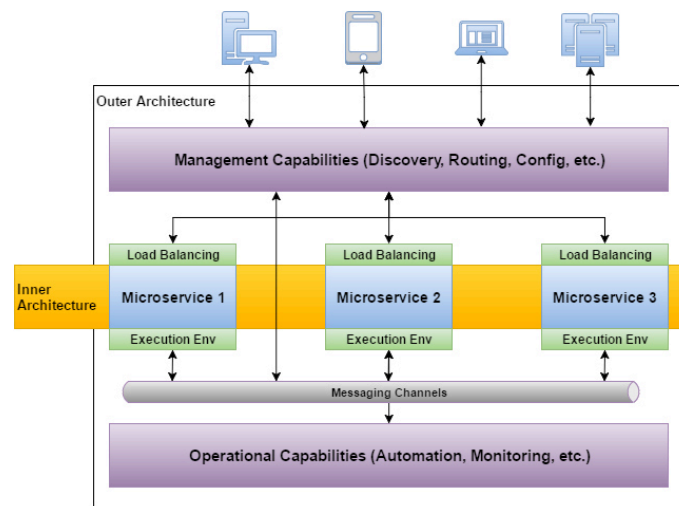 Outer Architecture
Management Capabilities (Discovery, Routing, Config, etc.)
Load Balancing
Load Balancing
Load Balancing
Inner
Architecture
Microservice 1
Microservice 2
Microservice 3
Execution Env
Execution Env
Execution Env
Messaging Channels
Operational Capabilities (Automation, Monitoring, etc.)